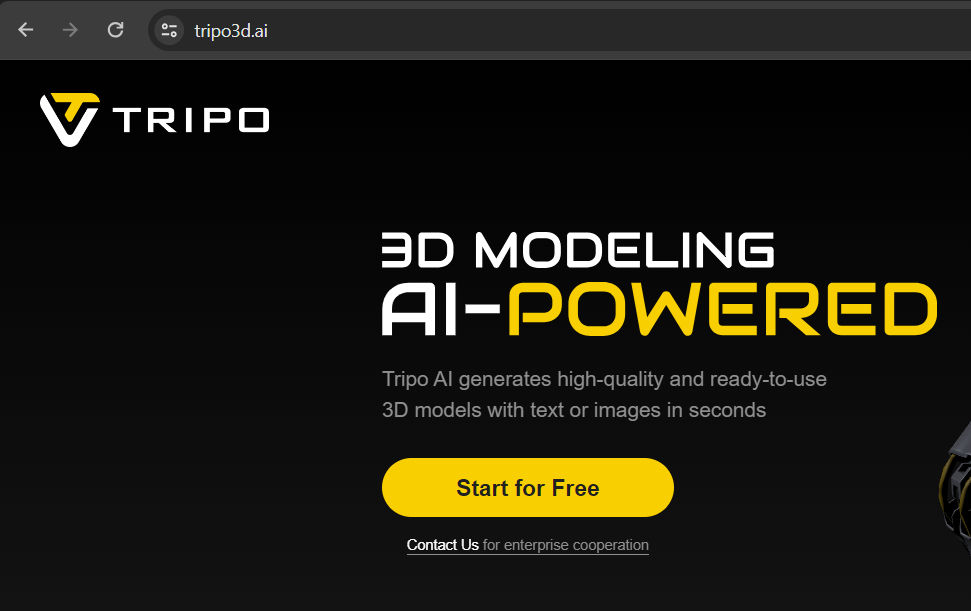 tripo3d.ai
TRIPO
3D MODELING
AI-POWERED
Tripo AI generates high-quality and ready-to-use
3D models with text or images in seconds
Start for Free
Contact Us for enterprise cooperation